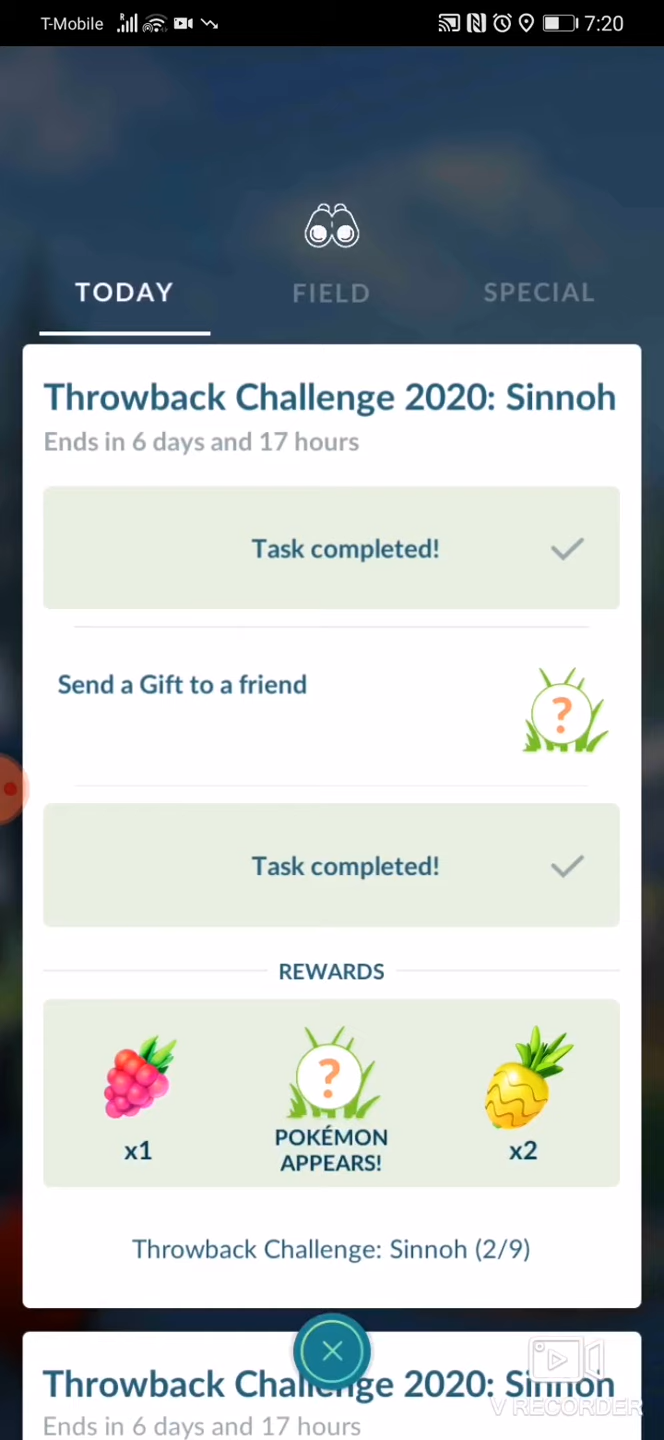 T-Mobile 7:20
TODAY FIELD SPECIAL
Throwback Challenge 2020: Sinnoh
Ends in 6 days and 17 hours
Task completed!
Send a Gift to a friend
?
Task completed!
REWARDS
?
POKÉMON
APPEARS!
x1 x2
Throwback Challenge: Sinnoh (2/9)
Throwback Challenge 2020: Sinnoh
Ends in 6 days and 17 hours
V RECORDER